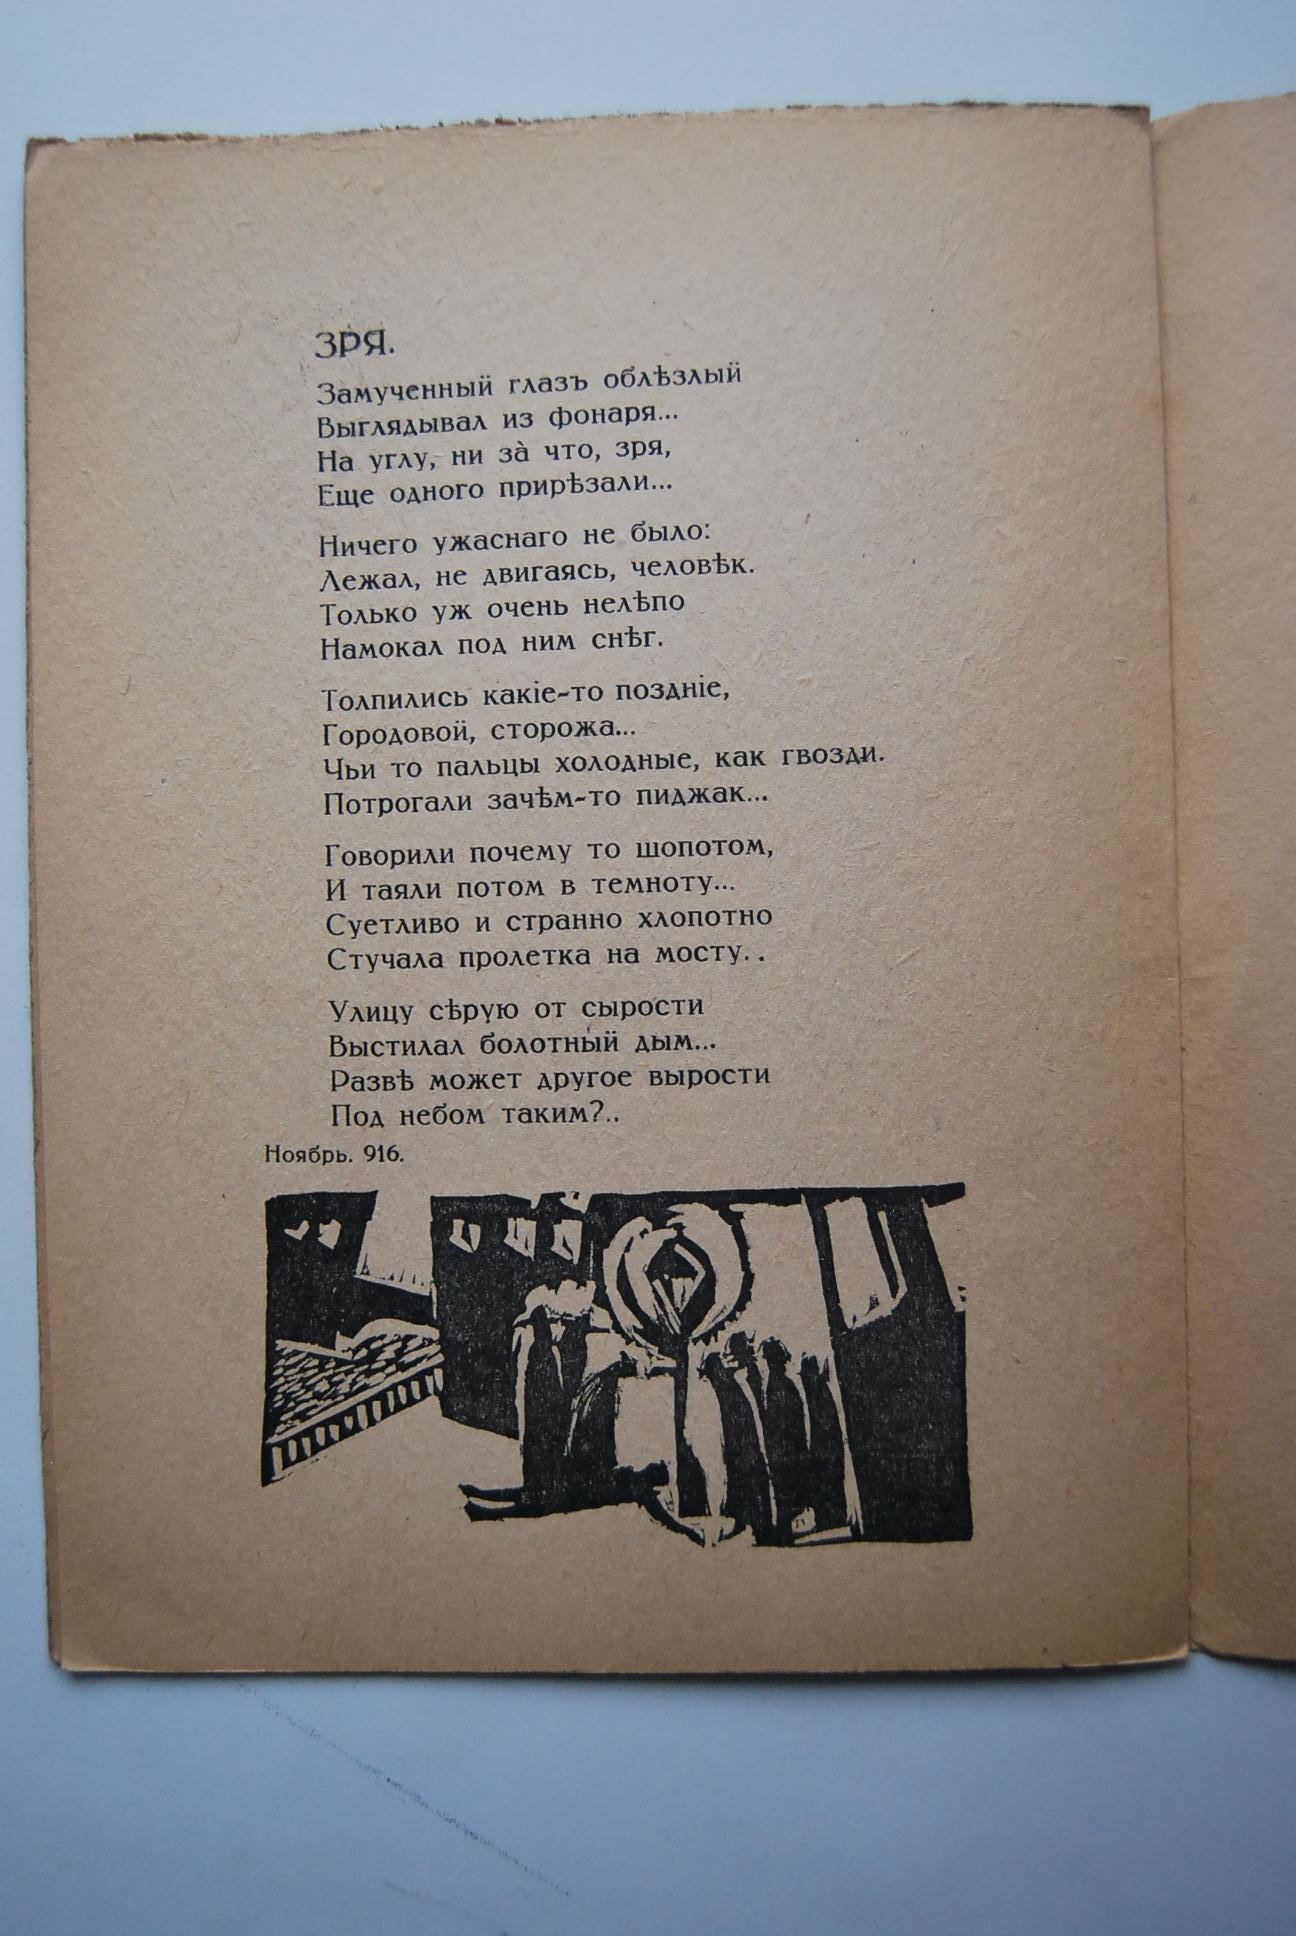 ЗРЯ.
Замученный глазъ облѣзлый
Выглядывал из фонаря...
На углу, ни зà что, зря,
Еще одного прирѣзали...
Ничего ужаснаго не было:
Лежал, не двигаясь, человѣк.
Только уж очень нелѣпо
Намокал под ним снѣг.
Толпились какіе-то поздніе,
Городовой, сторожа...
Чьи то пальцы холодные, как гвозди.
Потрогали зачѣм-то пиджак...
Говорили почему то шопотом,
И таяли потом в темноту...
Суетливо и странно хлопотно
Стучала пролетка на мосту. .
Улицу сѣрую от сырости
Выстилал болотный дым...
Развѣ может другое вырости
Под небом таким?..
Ноябрь. 916.